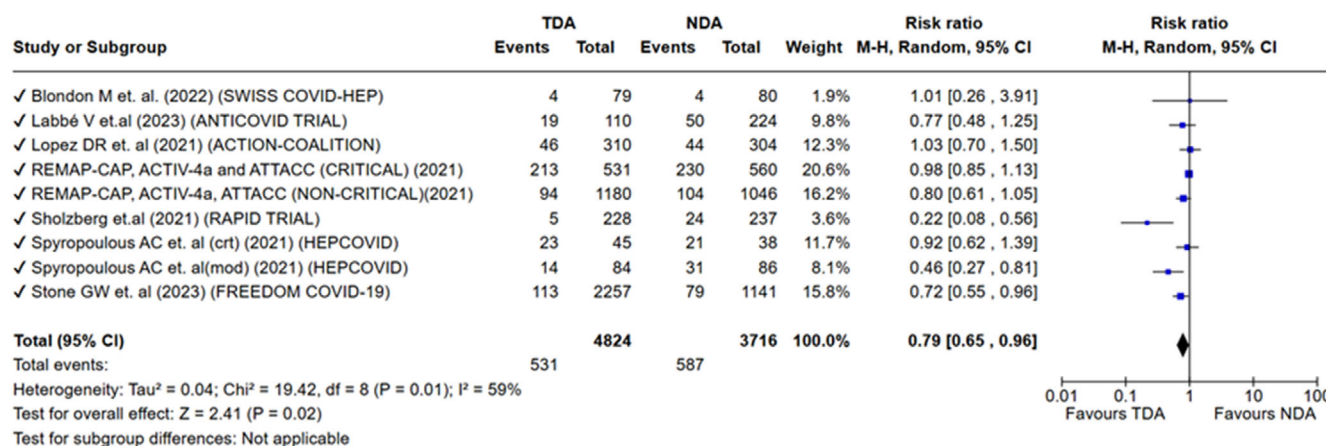 TDA NDA Risk ratio Risk ratio
Study or Subgroup Events Total Events Total Weight M-H, Random, 95% CI M-H, Random, 95% CI
✓ Blondon M et. al. (2022) (SWISS COVID-HEP) 4 79 4 80 1.9% 1.01 [0.26 , 3.91]
✓ Labbé V et.al (2023) (ANTICOVID TRIAL) 19 110 50 224 9.8% 0.77 [0.48 , 1.25]
✓ Lopez DR et. al (2021) (ACTION-COALITION) 46 310 44 304 12.3% 1.03 [0.70 , 1.50]
✓ REMAP-CAP, ACTIV-4a and ATTACC (CRITICAL) (2021) 213 531 230 560 20.6% 0.98 [0.85 , 1.13]
✓ REMAP-CAP, ACTIV-4a, ATTACC (NON-CRITICAL)(2021) 94 1180 104 1046 16.2% 0.80 [0.61 , 1.05]
✓ Sholzberg et.al (2021) (RAPID TRIAL) 5 228 24 237 3.6% 0.22 [0.08 , 0.56]
✓ Spyropoulous AC et. al (crt) (2021) (HEPCOVID) 23 45 21 38 11.7% 0.92 [0.62 , 1.39]
✓ Spyropoulous AC et. al(mod) (2021) (HEPCOVID) 14 84 31 86 8.1% 0.46 [0.27 , 0.81]
✓ Stone GW et. al (2023) (FREEDOM COVID-19) 113 2257 79 1141 15.8% 0.72 [0.55 , 0.96]
Total (95% CI) 4824 3716 100.0% 0.79 [0.65 , 0.96]
Total events: 531 587
Heterogeneity: Tau² = 0.04; Chi² = 19.42, df = 8 (P = 0.01); I² = 59%
Test for overall effect: Z = 2.41 (P = 0.02)
Test for subgroup differences: Not applicable
0.01 0.1 1 10 100
Favours TDA Favours NDA